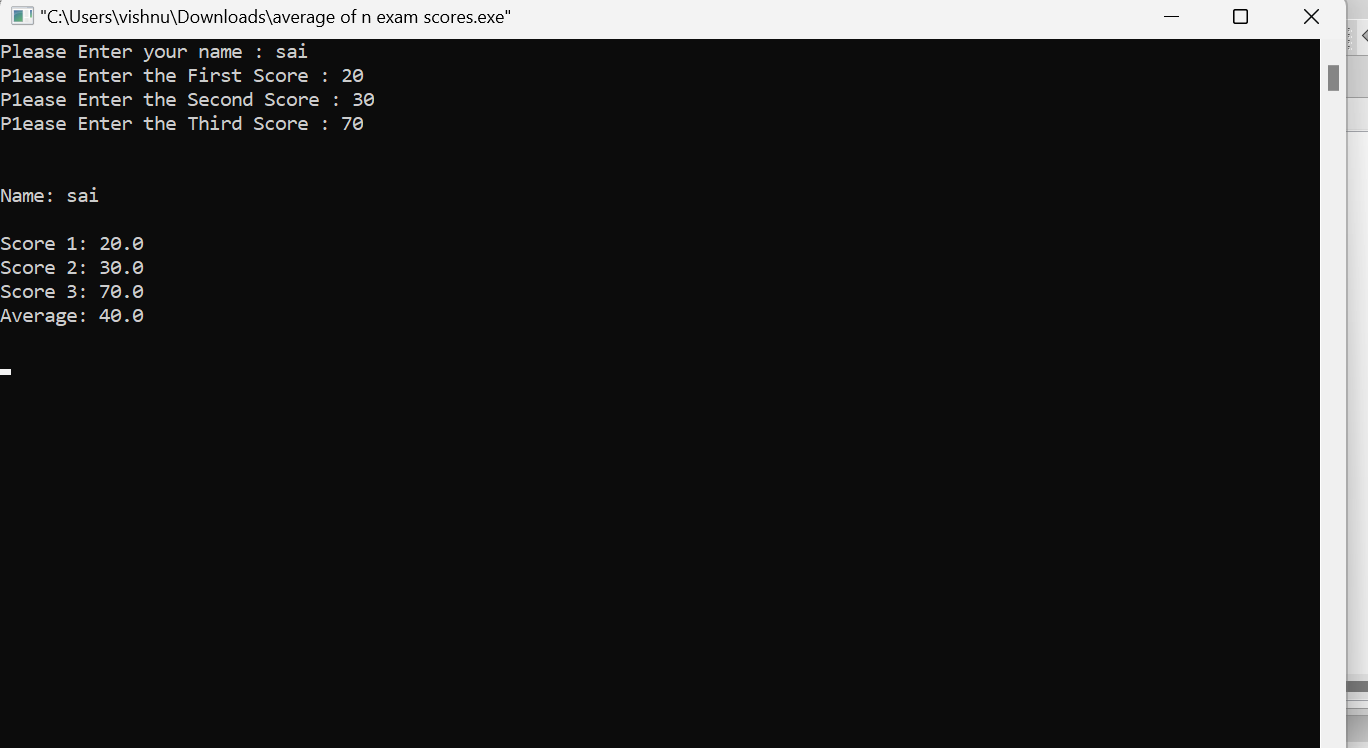 "C:\Users\vishnu\Downloads\average of n exam scores.exe"
Please Enter your name : sai
P1ease Enter the First Score : 20
P1ease Enter the Second Score : 30
P1ease Enter the Third Score : 70
Name: sai
Score 1: 20.0
Score 2: 30.0
Score 3: 70.0
Average: 40.0